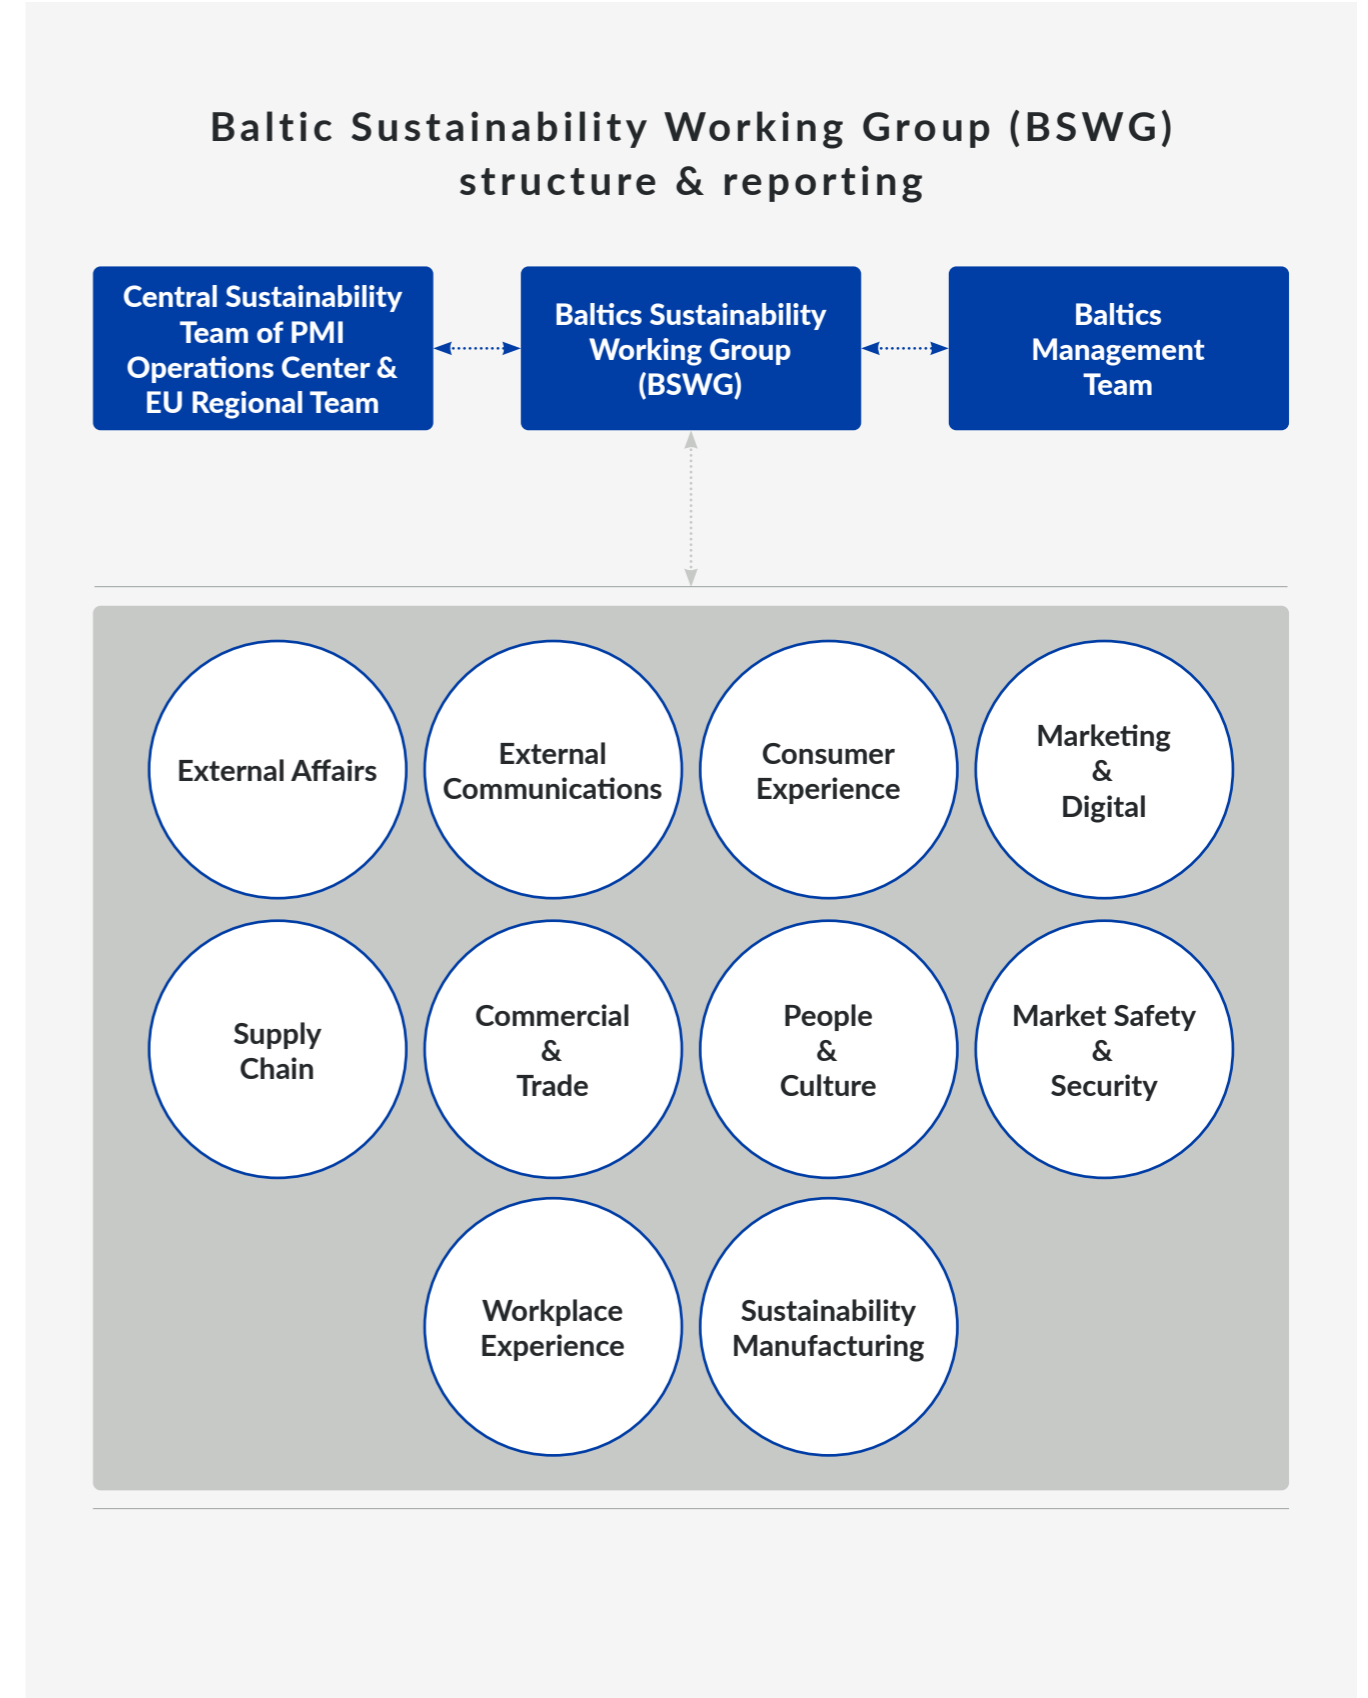 Baltic Sustainability Working Group (BSWG)
structure & reporting
Central Sustainability
Team of PMI
Operations Center &
EU Regional Team
Baltics Sustainability
Working Group
(BSWG)
Baltics
Management
Team
External Affairs
External
Communications
Consumer
Experience
Marketing
&
Digital
Supply
Chain
Commercial
&
Trade
People
&
Culture
Market Safety
&
Security
Workplace
Experience
Sustainability
Manufacturing